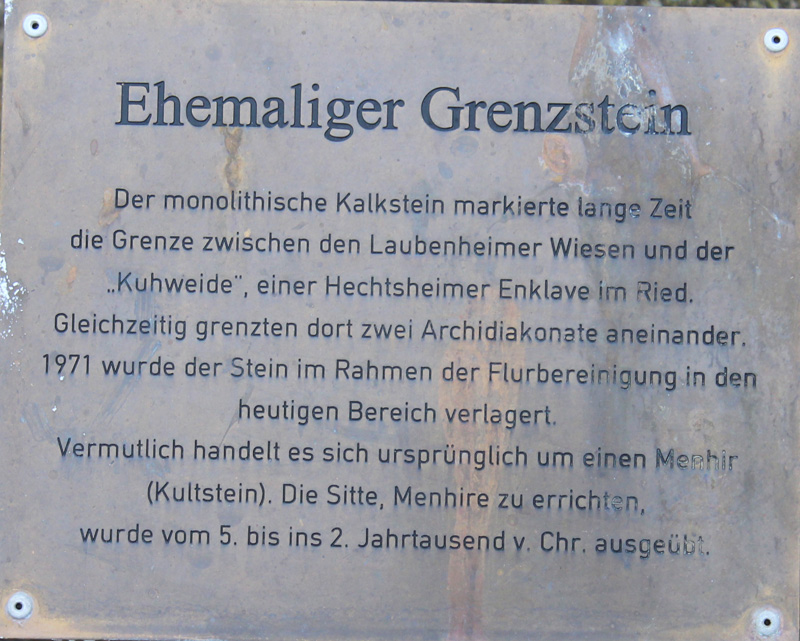 Ehemaliger Grenzstein
Der monolithische Kalkstein markierte lange Zeit
die Grenze zwischen den Laubenheimer Wiesen und der
„Kuhweide“, einer Hechtsheimer Enklave im Ried.
Gleichzeitig grenzten dort zwei Archidiakonate aneinander.
1971 wurde der Stein im Rahmen der Flurbereinigung in den
heutigen Bereich verlagert.
Vermutlich handelt es sich ursprünglich um einen Menhir
(Kultstein). Die Sitte, Menhire zu errichten,
wurde vom 5. bis ins 2. Jahrtausend v. Chr. ausgeübt.